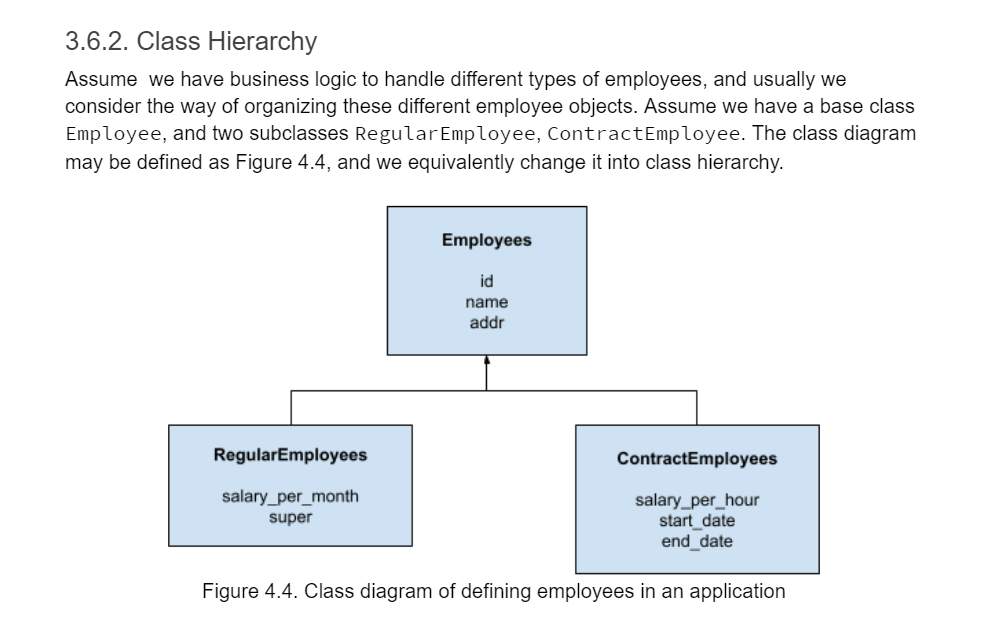 3.6.2. Class Hierarchy
Assume we have business logic to handle different types of employees, and usually we
consider the way of organizing these different employee objects. Assume we have a base class
Employee, and two subclasses RegularEmployee, ContractEmployee. The class diagram
may be defined as Figure 4.4, and we equivalently change it into class hierarchy.
Employees
id
name
addr
RegularEmployees
salary_per_month
super
ContractEmployees
salary_per_hour
start_date
end_date
Figure 4.4. Class diagram of defining employees in an application